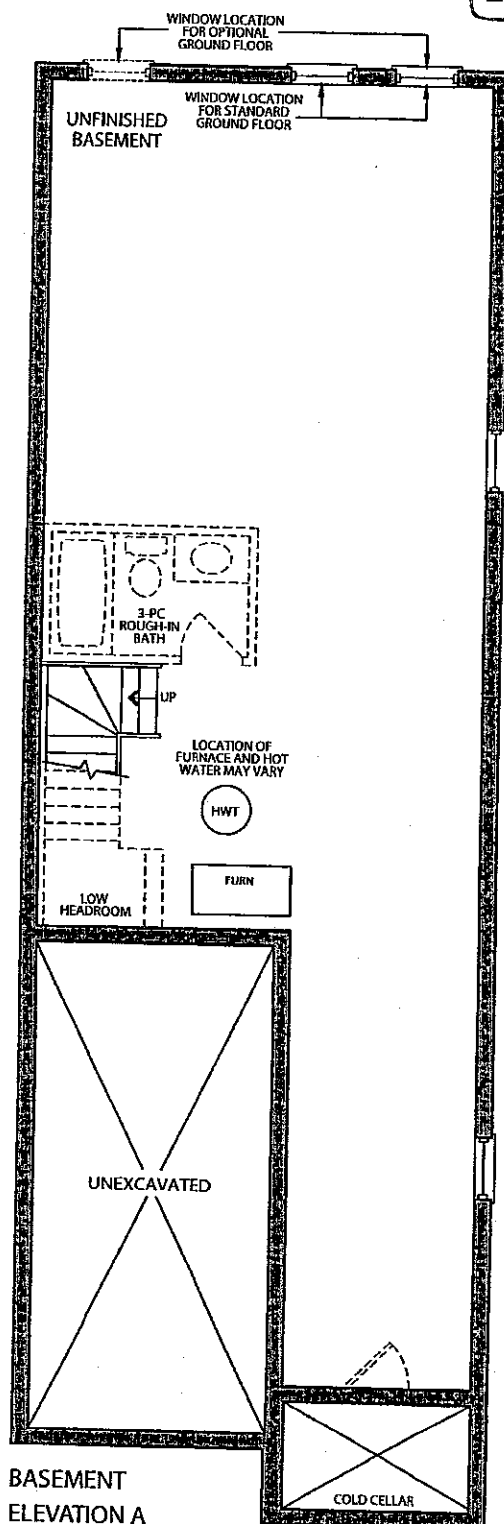 WINDOW LOCATION
FOR OPTIONAL
GROUND FLOOR
WINDOW LOCATION
FOR STANDARD
GROUND FLOOR
UNFINISHED
BASEMENT
3-PC
ROUGH-IN
BATH
UP
LOCATION OF
FURNACE AND HOT
WATER MAY VARY
HWT
FURN
LOW
HEADROOM
UNEXCAVATED
COLD CELLAR
BASEMENT
ELEVATION A